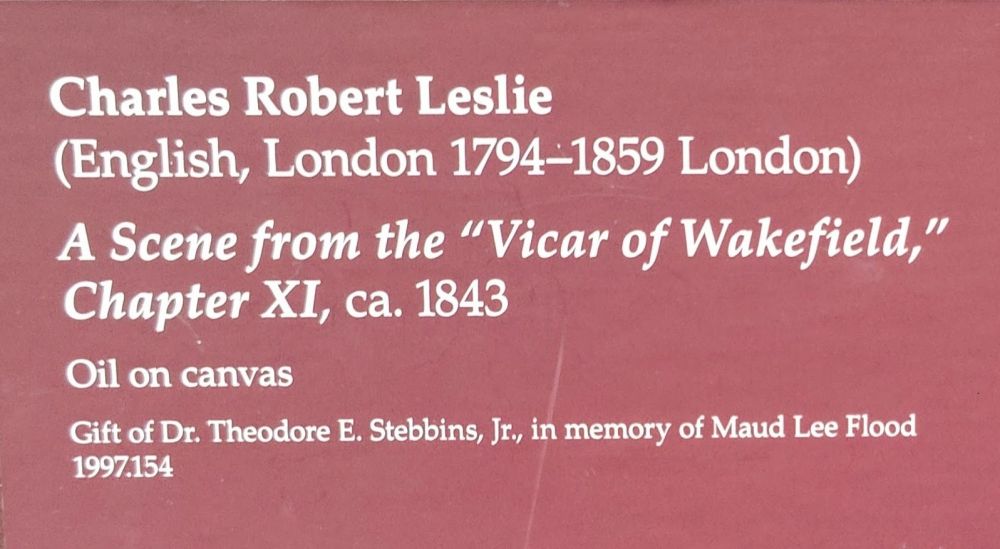 Charles Robert Leslie
(English, London 1794–1859 London)
A Scene from the “Vicar of Wakefield,”
Chapter XI, ca. 1843
Oil on canvas
Gift of Dr. Theodore E. Stebbins, Jr., in memory of Maud Lee Flood
1997.154